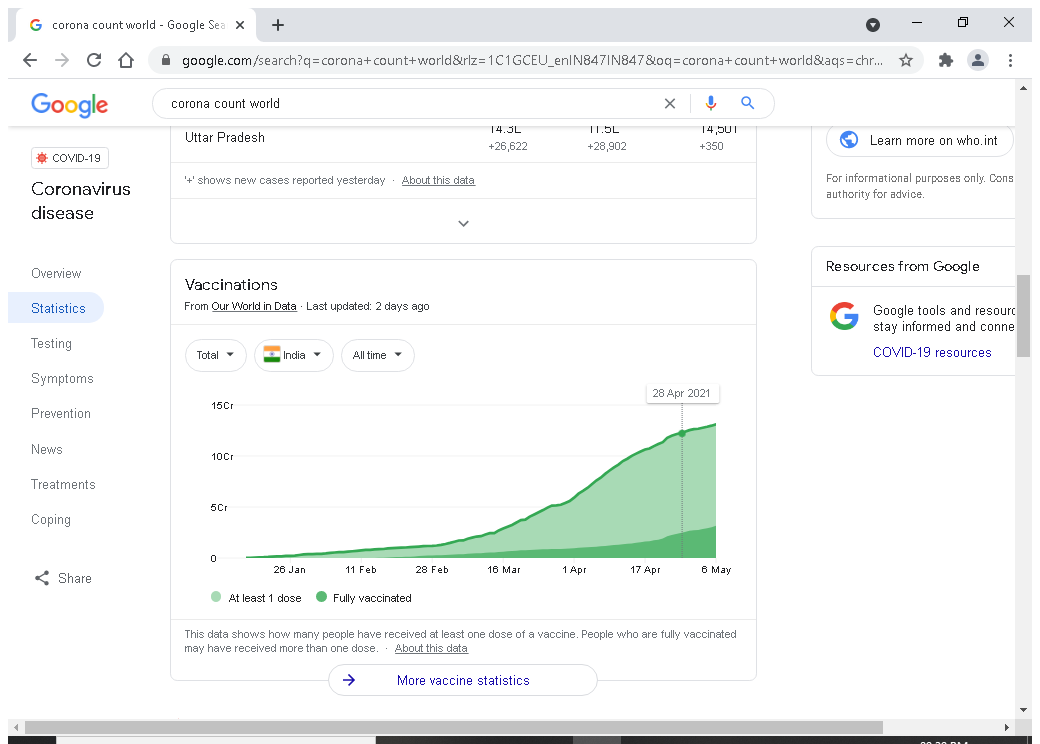 corona count world - Google Sea
google.com/search?q=corona+count+world&rlz=1C1GCEU_enIN847IN847&oq=corona+count+world&aqs=chr...
Google
corona count world
COVID-19
Coronavirus
disease
Overview
Statistics
Testing
Symptoms
Prevention
News
Treatments
Coping
Share
Uttar Pradesh
14.3L
11.5L
14,501
+26,622
+28,902
+350
'+' shows new cases reported yesterday · About this data
Vaccinations
From Our World in Data · Last updated: 2 days ago
Total
India
All time
28 Apr 2021
15Cr
10Cr
5Cr
0
26 Jan
11 Feb
28 Feb
16 Mar
1 Apr
17 Apr
6 May
At least 1 dose
Fully vaccinated
This data shows how many people have received at least one dose of a vaccine. People who are fully vaccinated
may have received more than one dose. · About this data
More vaccine statistics
Learn more on who.int
For informational purposes only. Cons
authority for advice.
Resources from Google
Google tools and resourc
stay informed and conne
COVID-19 resources